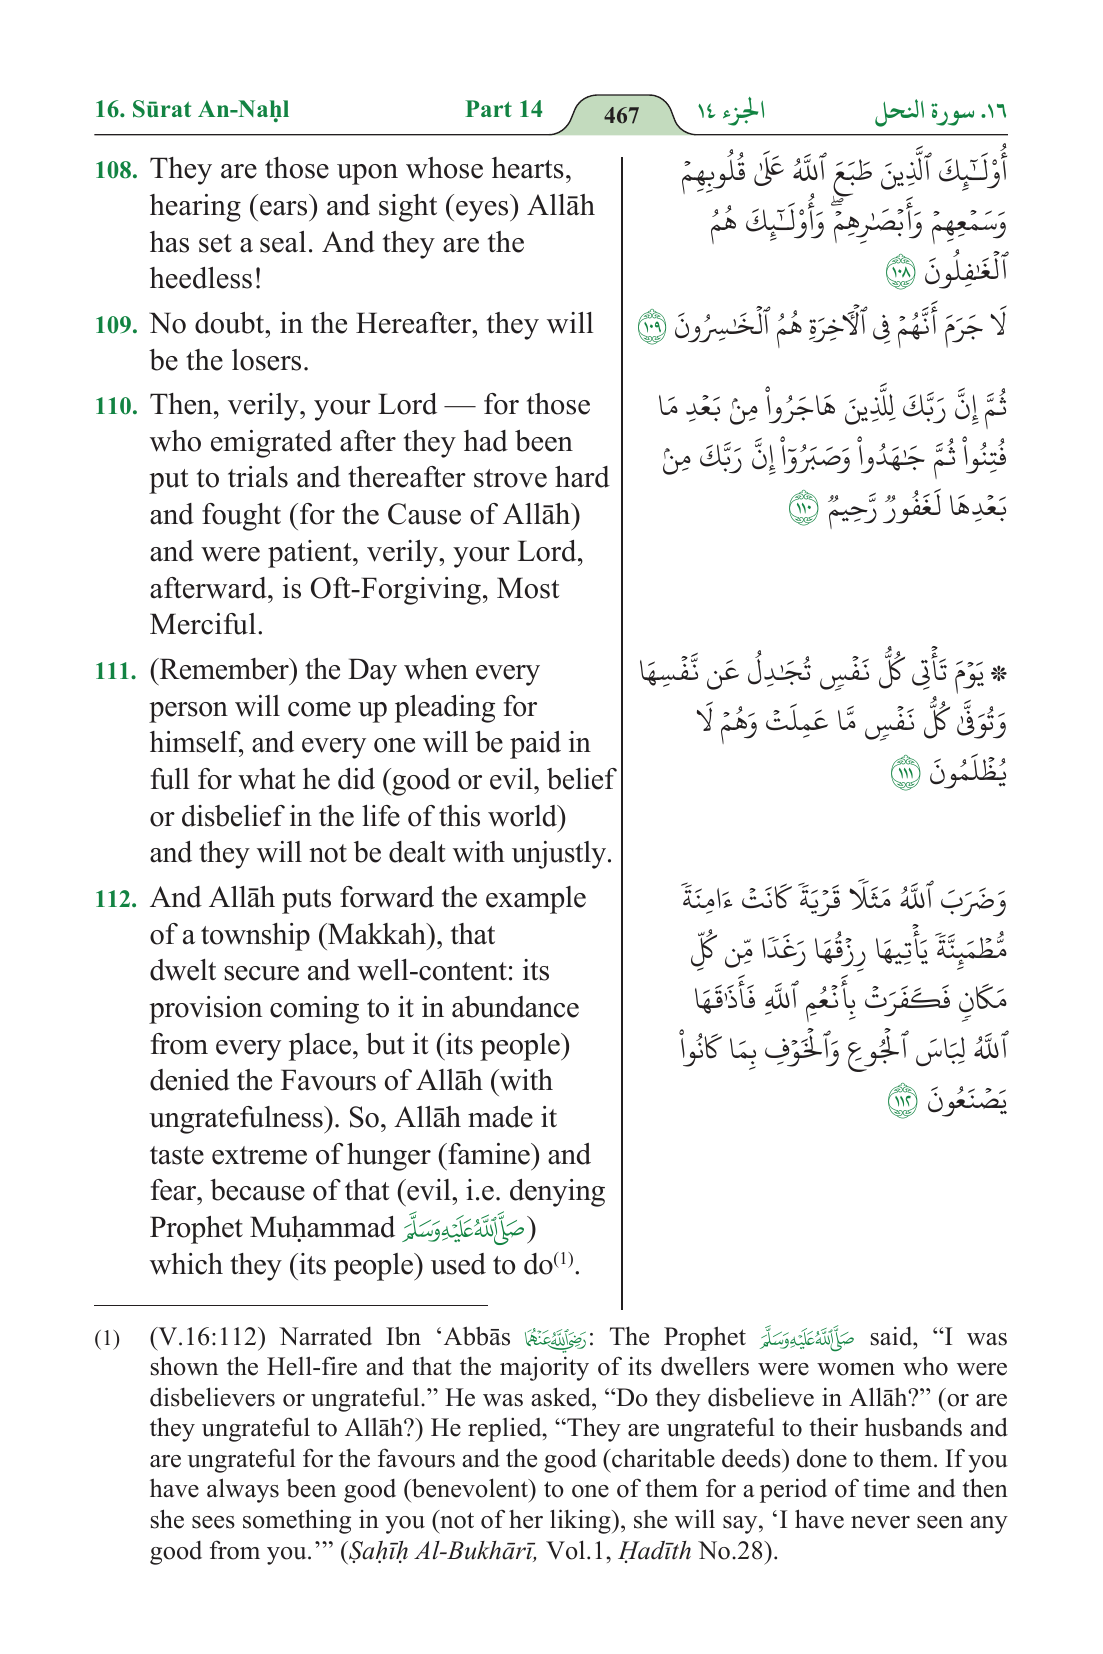 16. Sūrat An-Naḥl Part 14 467 الجزء ١٤ ١٦. سورة النحل
108. They are those upon whose hearts,
hearing (ears) and sight (eyes) Allāh
has set a seal. And they are the
heedless!
109. No doubt, in the Hereafter, they will
be the losers.
110. Then, verily, your Lord — for those
who emigrated after they had been
put to trials and thereafter strove hard
and fought (for the Cause of Allāh)
and were patient, verily, your Lord,
afterward, is Oft-Forgiving, Most
Merciful.
111. (Remember) the Day when every
person will come up pleading for
himself, and every one will be paid in
full for what he did (good or evil, belief
or disbelief in the life of this world)
and they will not be dealt with unjustly.
112. And Allāh puts forward the example
of a township (Makkah), that
dwelt secure and well-content: its
provision coming to it in abundance
from every place, but it (its people)
denied the Favours of Allāh (with
ungratefulness). So, Allāh made it
taste extreme of hunger (famine) and
fear, because of that (evil, i.e. denying
Prophet Muḥammad صَلَّى اللَّهُ عَلَيْهِ وَسَلَّمَ)
which they (its people) used to do(1).
أُوْلَـٰٓئِكَ ٱلَّذِينَ طَبَعَ ٱللَّهُ عَلَىٰ قُلُوبِهِمۡ
وَسَمۡعِهِمۡ وَأَبۡصَـٰرِهِمۡۖ وَأُوْلَـٰٓئِكَ هُمُ
ٱلۡغَـٰفِلُونَ ١٠٨
لَا جَرَمَ أَنَّهُمۡ فِى ٱلۡأٓخِرَةِ هُمُ ٱلۡخَـٰسِرُونَ ١٠٩
ثُمَّ إِنَّ رَبَّكَ لِلَّذِينَ هَاجَرُواْ مِنۢ بَعۡدِ مَا
فُتِنُواْ ثُمَّ جَـٰهَدُواْ وَصَبَرُوٓاْ إِنَّ رَبَّكَ مِنۢ
بَعۡدِهَا لَغَفُورٌ رَّحِيمٌ ١١٠
۞ يَوۡمَ تَأۡتِى كُلُّ نَفۡسٍ تُجَـٰدِلُ عَن نَّفۡسِهَا
وَتُوَفَّىٰ كُلُّ نَفۡسٍ مَّا عَمِلَتۡ وَهُمۡ لَا
يُظۡلَمُونَ ١١١
وَضَرَبَ ٱللَّهُ مَثَلًا قَرۡيَةً كَانَتۡ ءَامِنَةً
مُّطۡمَئِنَّةً يَأۡتِيهَا رِزۡقُهَا رَغَدًا مِّن كُلِّ
مَكَانٍ فَكَفَرَتۡ بِأَنۡعُمِ ٱللَّهِ فَأَذَٰقَهَا
ٱللَّهُ لِبَاسَ ٱلۡجُوعِ وَٱلۡخَوۡفِ بِمَا كَانُواْ
يَصۡنَعُونَ ١١٢
(1) (V.16:112) Narrated Ibn ‘Abbās رَضِيَ اللَّهُ عَنْهُمَا: The Prophet صَلَّى اللَّهُ عَلَيْهِ وَسَلَّمَ said, “I was
shown the Hell-fire and that the majority of its dwellers were women who were
disbelievers or ungrateful.” He was asked, “Do they disbelieve in Allāh?” (or are
they ungrateful to Allāh?) He replied, “They are ungrateful to their husbands and
are ungrateful for the favours and the good (charitable deeds) done to them. If you
have always been good (benevolent) to one of them for a period of time and then
she sees something in you (not of her liking), she will say, ‘I have never seen any
good from you.’” (Ṣaḥīḥ Al-Bukhārī, Vol.1, Ḥadīth No.28).